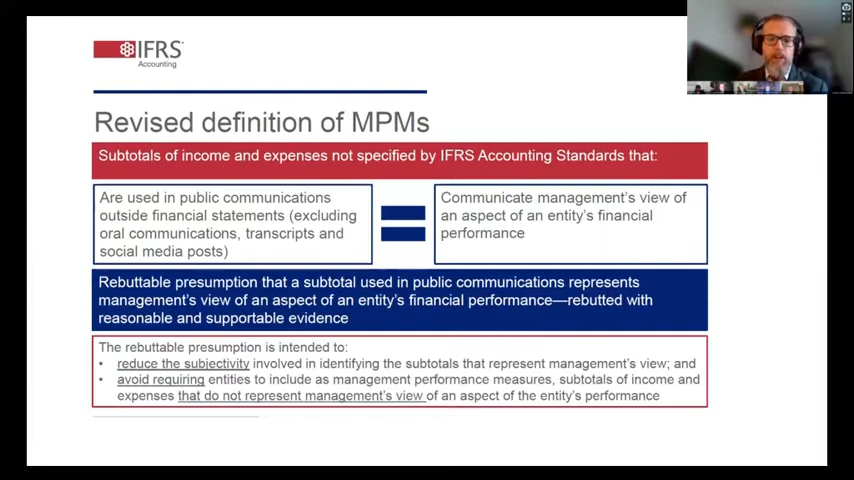 IFRS
Accounting
Revised definition of MPMs
Subtotals of income and expenses not specified by IFRS Accounting Standards that:
Are used in public communications
outside financial statements (excluding
oral communications, transcripts and
social media posts)
Communicate management's view of
an aspect of an entity's financial
performance
Rebuttable presumption that a subtotal used in public communications represents
management's view of an aspect of an entity's financial performance—rebutted with
reasonable and supportable evidence
The rebuttable presumption is intended to:
• reduce the subjectivity involved in identifying the subtotals that represent management's view; and
• avoid requiring entities to include as management performance measures, subtotals of income and
expenses that do not represent management's view of an aspect of the entity's performance